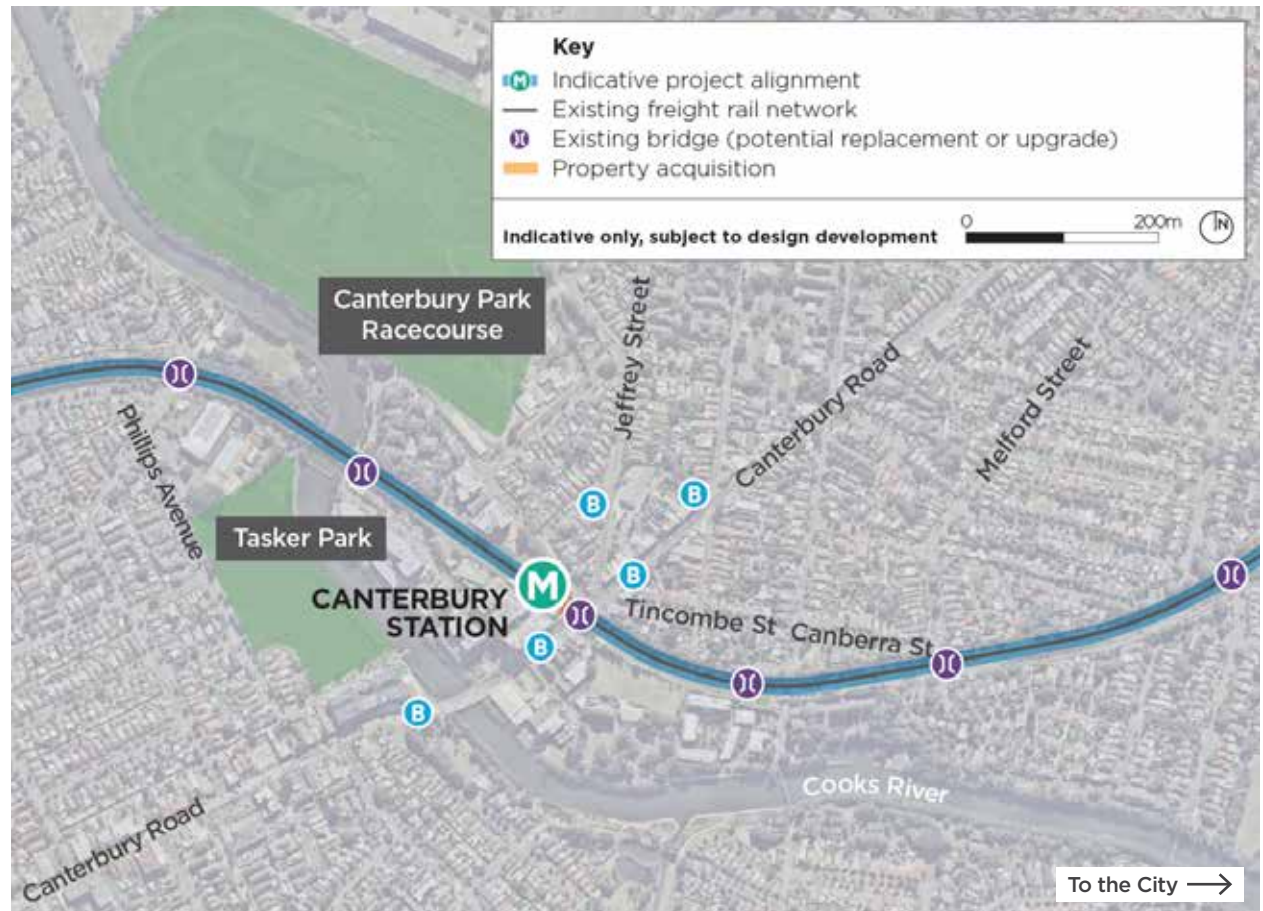 Key
M Indicative project alignment
Existing freight rail network
Existing bridge (potential replacement or upgrade)
Property acquisition
Indicative only, subject to design development
0 200m
N
Canterbury Park
Racecourse
Jeffrey Street
Canterbury Road
Melford Street
Phillips Avenue
B
B
Tasker Park
B
M
CANTERBURY
STATION
Tincombe St
Canberra St
B
B
Cooks River
Canterbury Road
To the City →